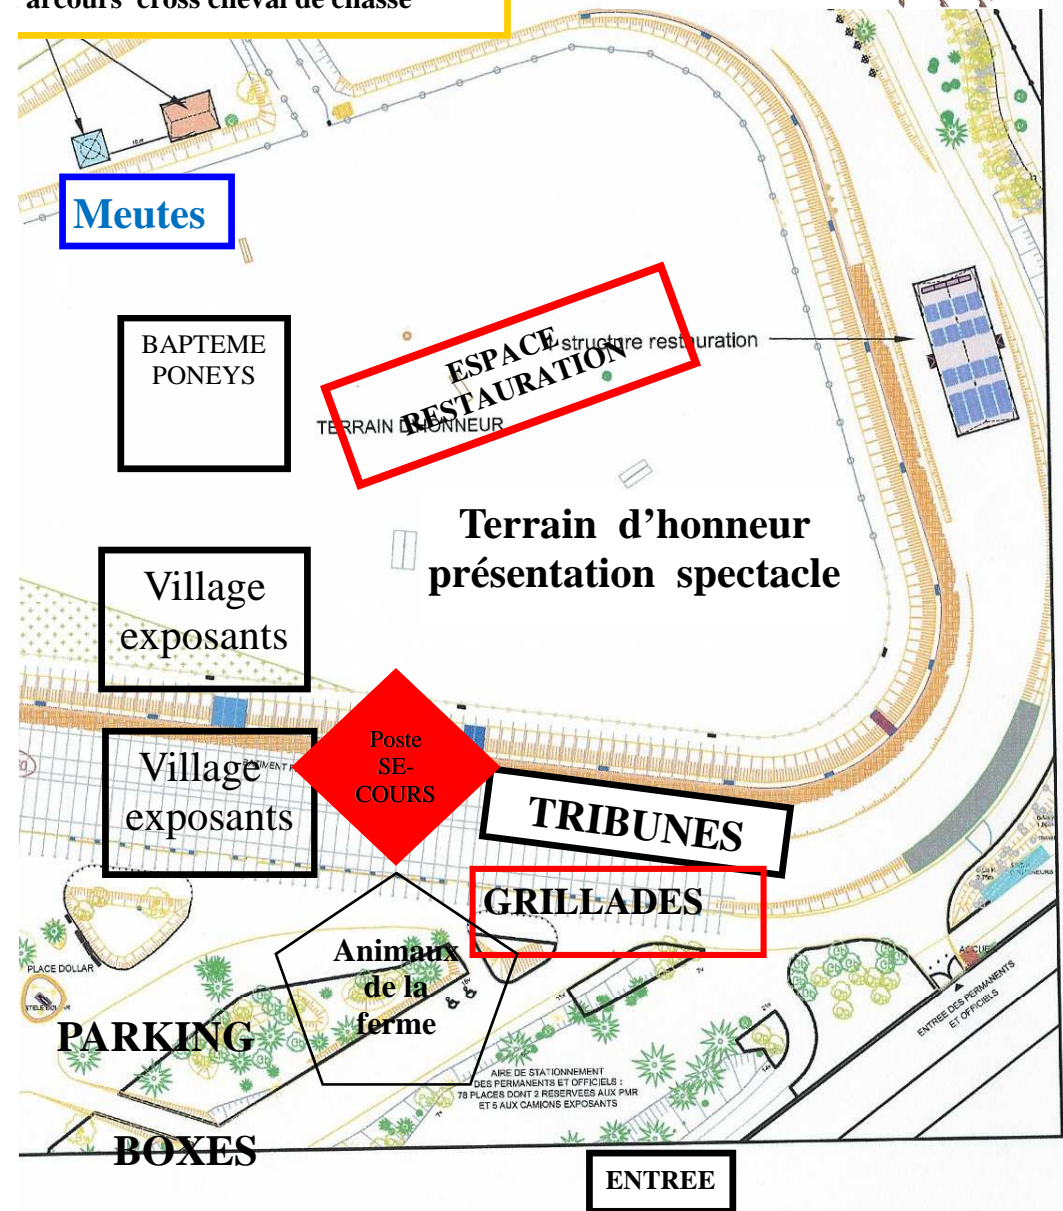 arcours cross cheval de chasse
10 m
Meutes
BAPTEME
PONEYS
ESPACE
RESTAURATION
structure restauration
TERRAIN D'HONNEUR
Terrain d'honneur
présentation spectacle
Village
exposants
Poste
SE-
COURS
Village
exposants
TRIBUNES
GRILLADES
Animaux
de la
ferme
PLACE DOLLAR
PARKING
ENTREE DES PERMANENTS
ET OFFICIELS
AIRE DE STATIONNEMENT
DES PERMANENTS ET OFFICIELS :
78 PLACES DONT 2 RESERVEES AUX PMR
ET 5 AUX CAMIONS EXPOSANTS
BOXES
ENTREE